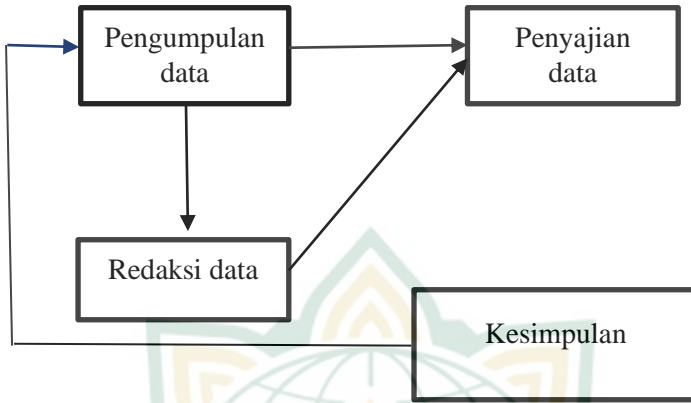 Pengumpulan
data
Penyajian
data
Redaksi data
Kesimpulan